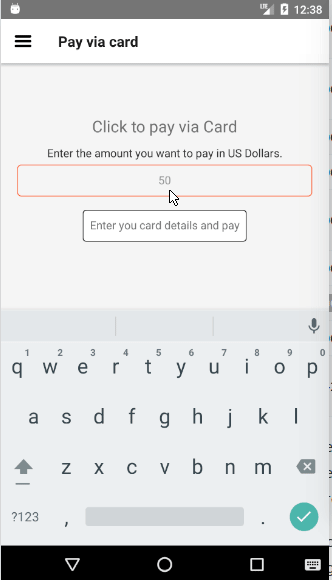 LTE 12:38
Pay via card
Click to pay via Card
Enter the amount you want to pay in US Dollars.
50
Enter you card details and pay
1 2 3 4 5 6 7 8 9 0
q w e r t y u i o p
a s d f g h j k l
z x c v b n m
?123 , .